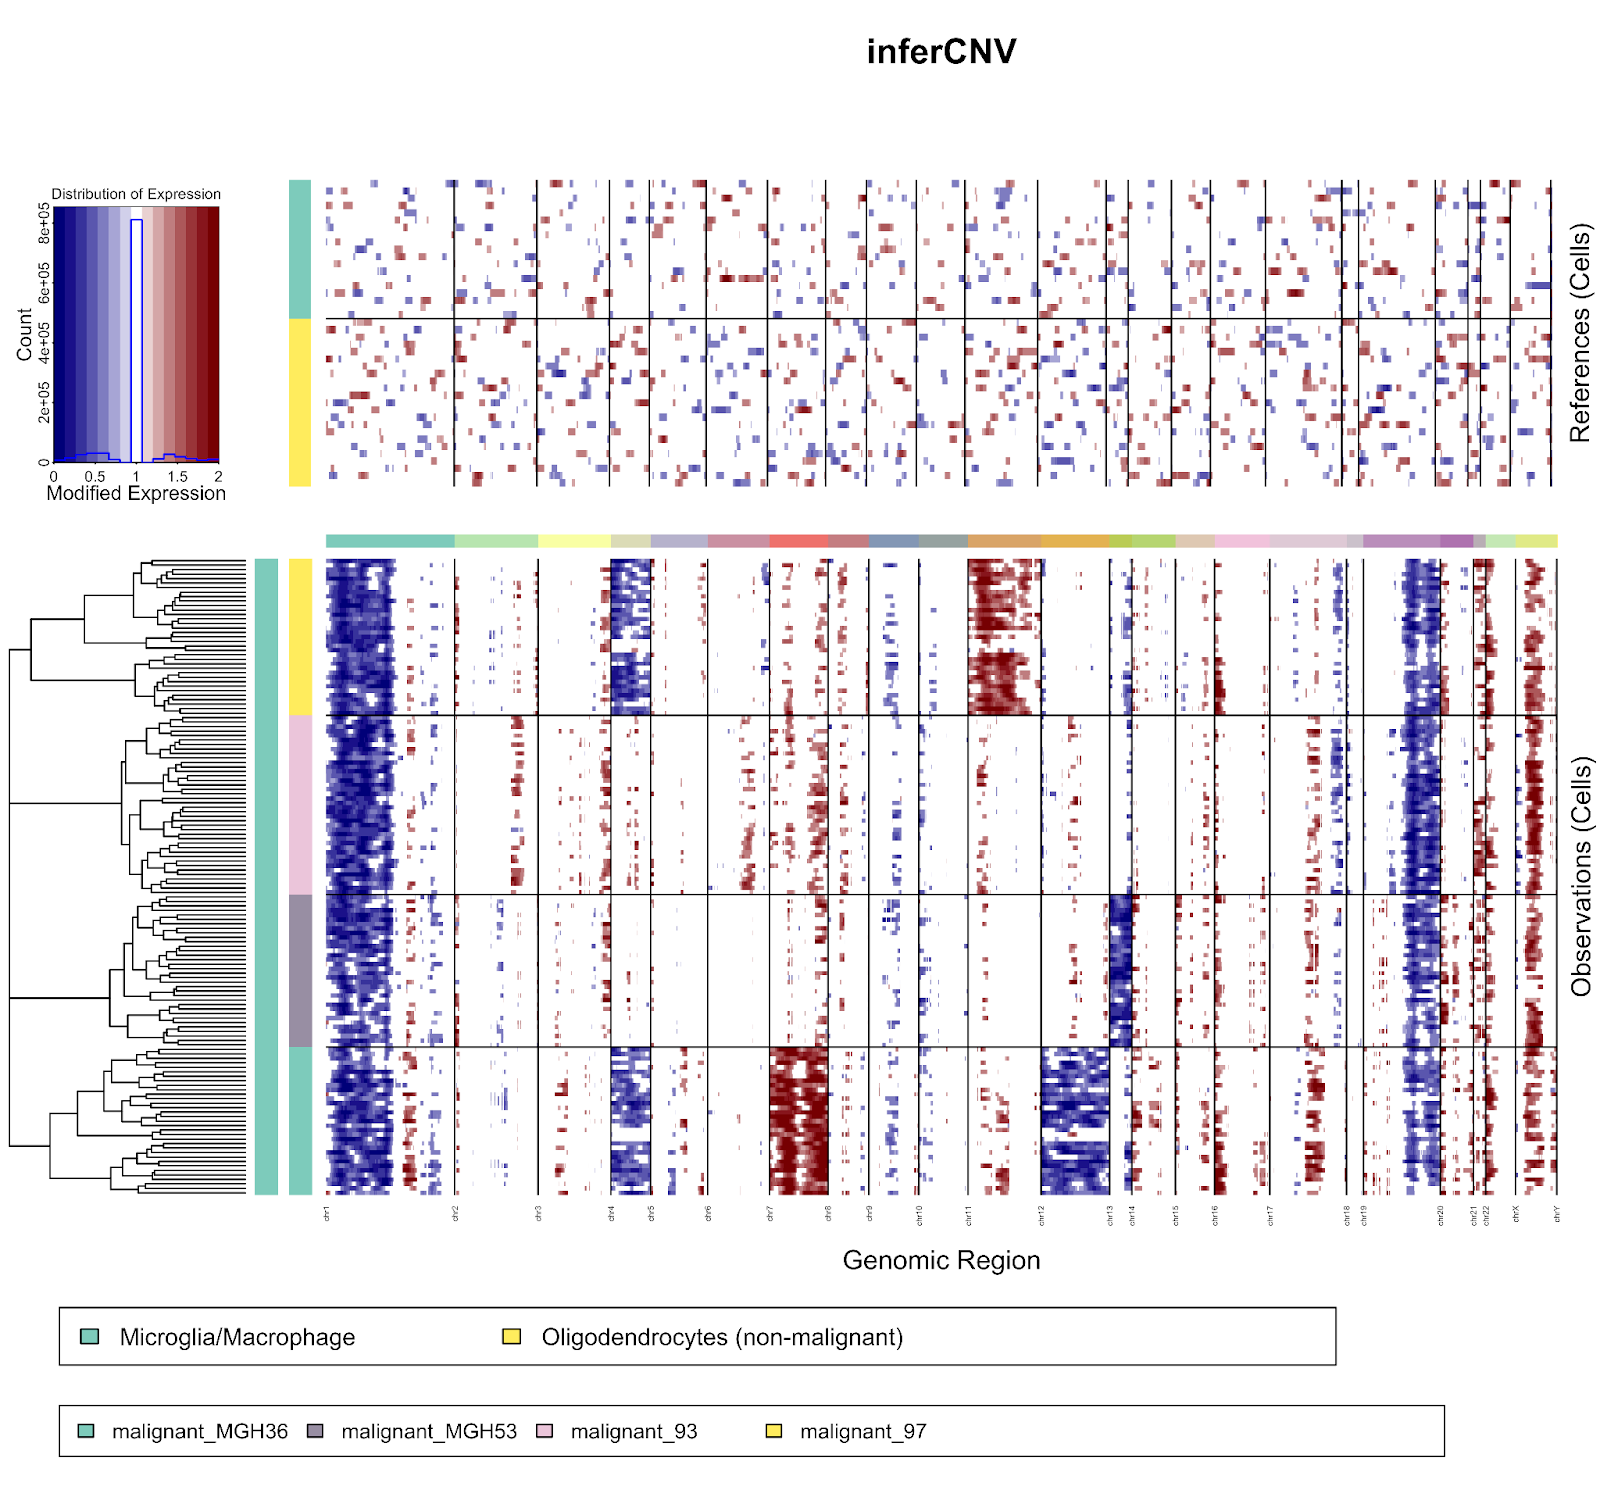 inferCNV
Distribution of Expression
Count
0
2e+05
4e+05
6e+05
8e+05
0 0.5 1 1.5 2
Modified Expression
References (Cells)
Observations (Cells)
chr1 chr2 chr3 chr4 chr5 chr6 chr7 chr8 chr9 chr10 chr11 chr12 chr13 chr14 chr15 chr16 chr17 chr18 chr19 chr20 chr21 chr22 chrX chrY
Genomic Region
Microglia/Macrophage Oligodendrocytes (non-malignant)
malignant_MGH36 malignant_MGH53 malignant_93 malignant_97